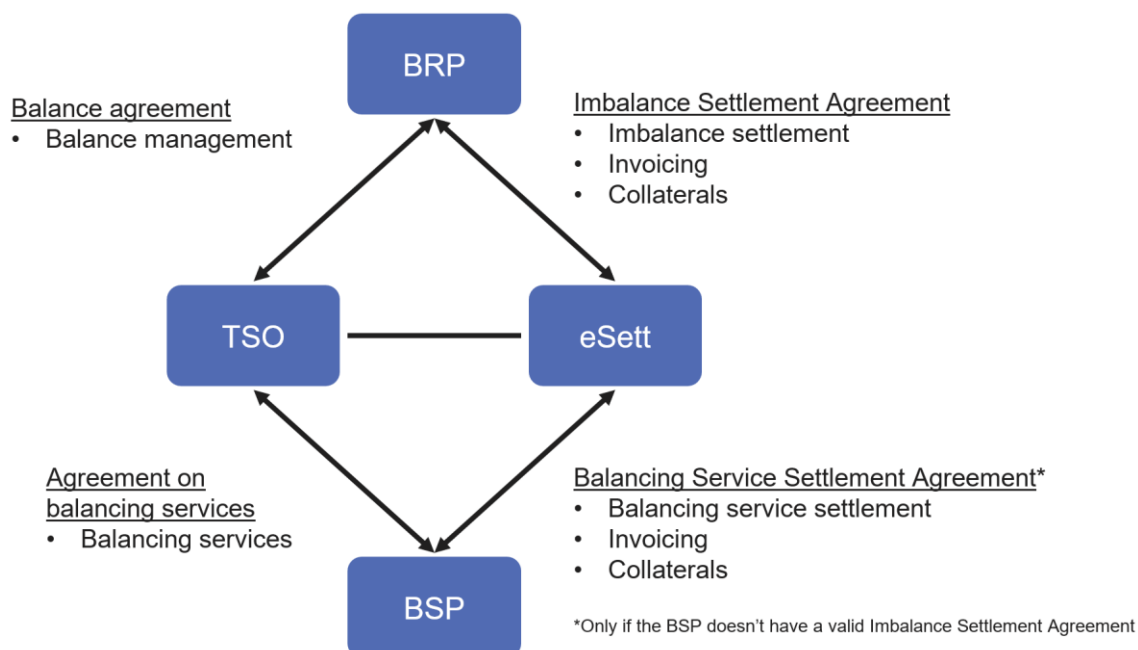 BRP
Balance agreement
• Balance management
Imbalance Settlement Agreement
• Imbalance settlement
• Invoicing
• Collaterals
TSO
eSett
Agreement on
balancing services
• Balancing services
Balancing Service Settlement Agreement*
• Balancing service settlement
• Invoicing
• Collaterals
BSP
*Only if the BSP doesn’t have a valid Imbalance Settlement Agreement